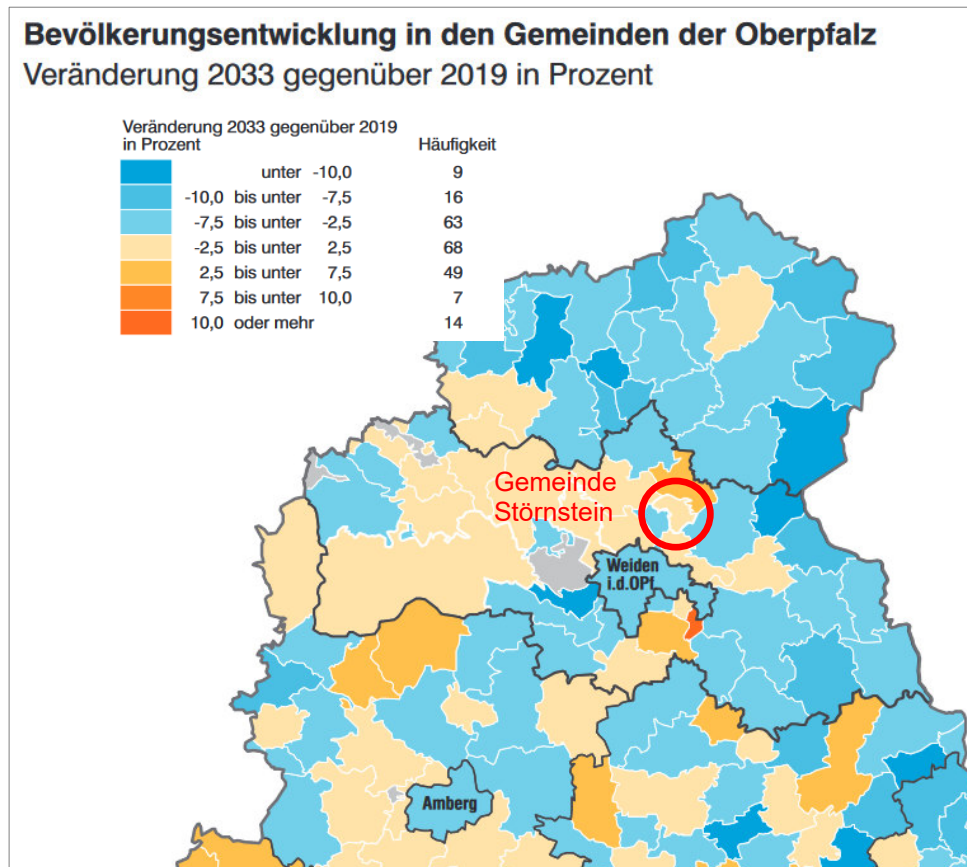 Bevölkerungsentwicklung in den Gemeinden der Oberpfalz
Veränderung 2033 gegenüber 2019 in Prozent
Veränderung 2033 gegenüber 2019
in Prozent Häufigkeit
unter -10,0 9
-10,0 bis unter -7,5 16
-7,5 bis unter -2,5 63
-2,5 bis unter 2,5 68
2,5 bis unter 7,5 49
7,5 bis unter 10,0 7
10,0 oder mehr 14
Gemeinde
Störnstein
Weiden
i.d.OPf
Amberg